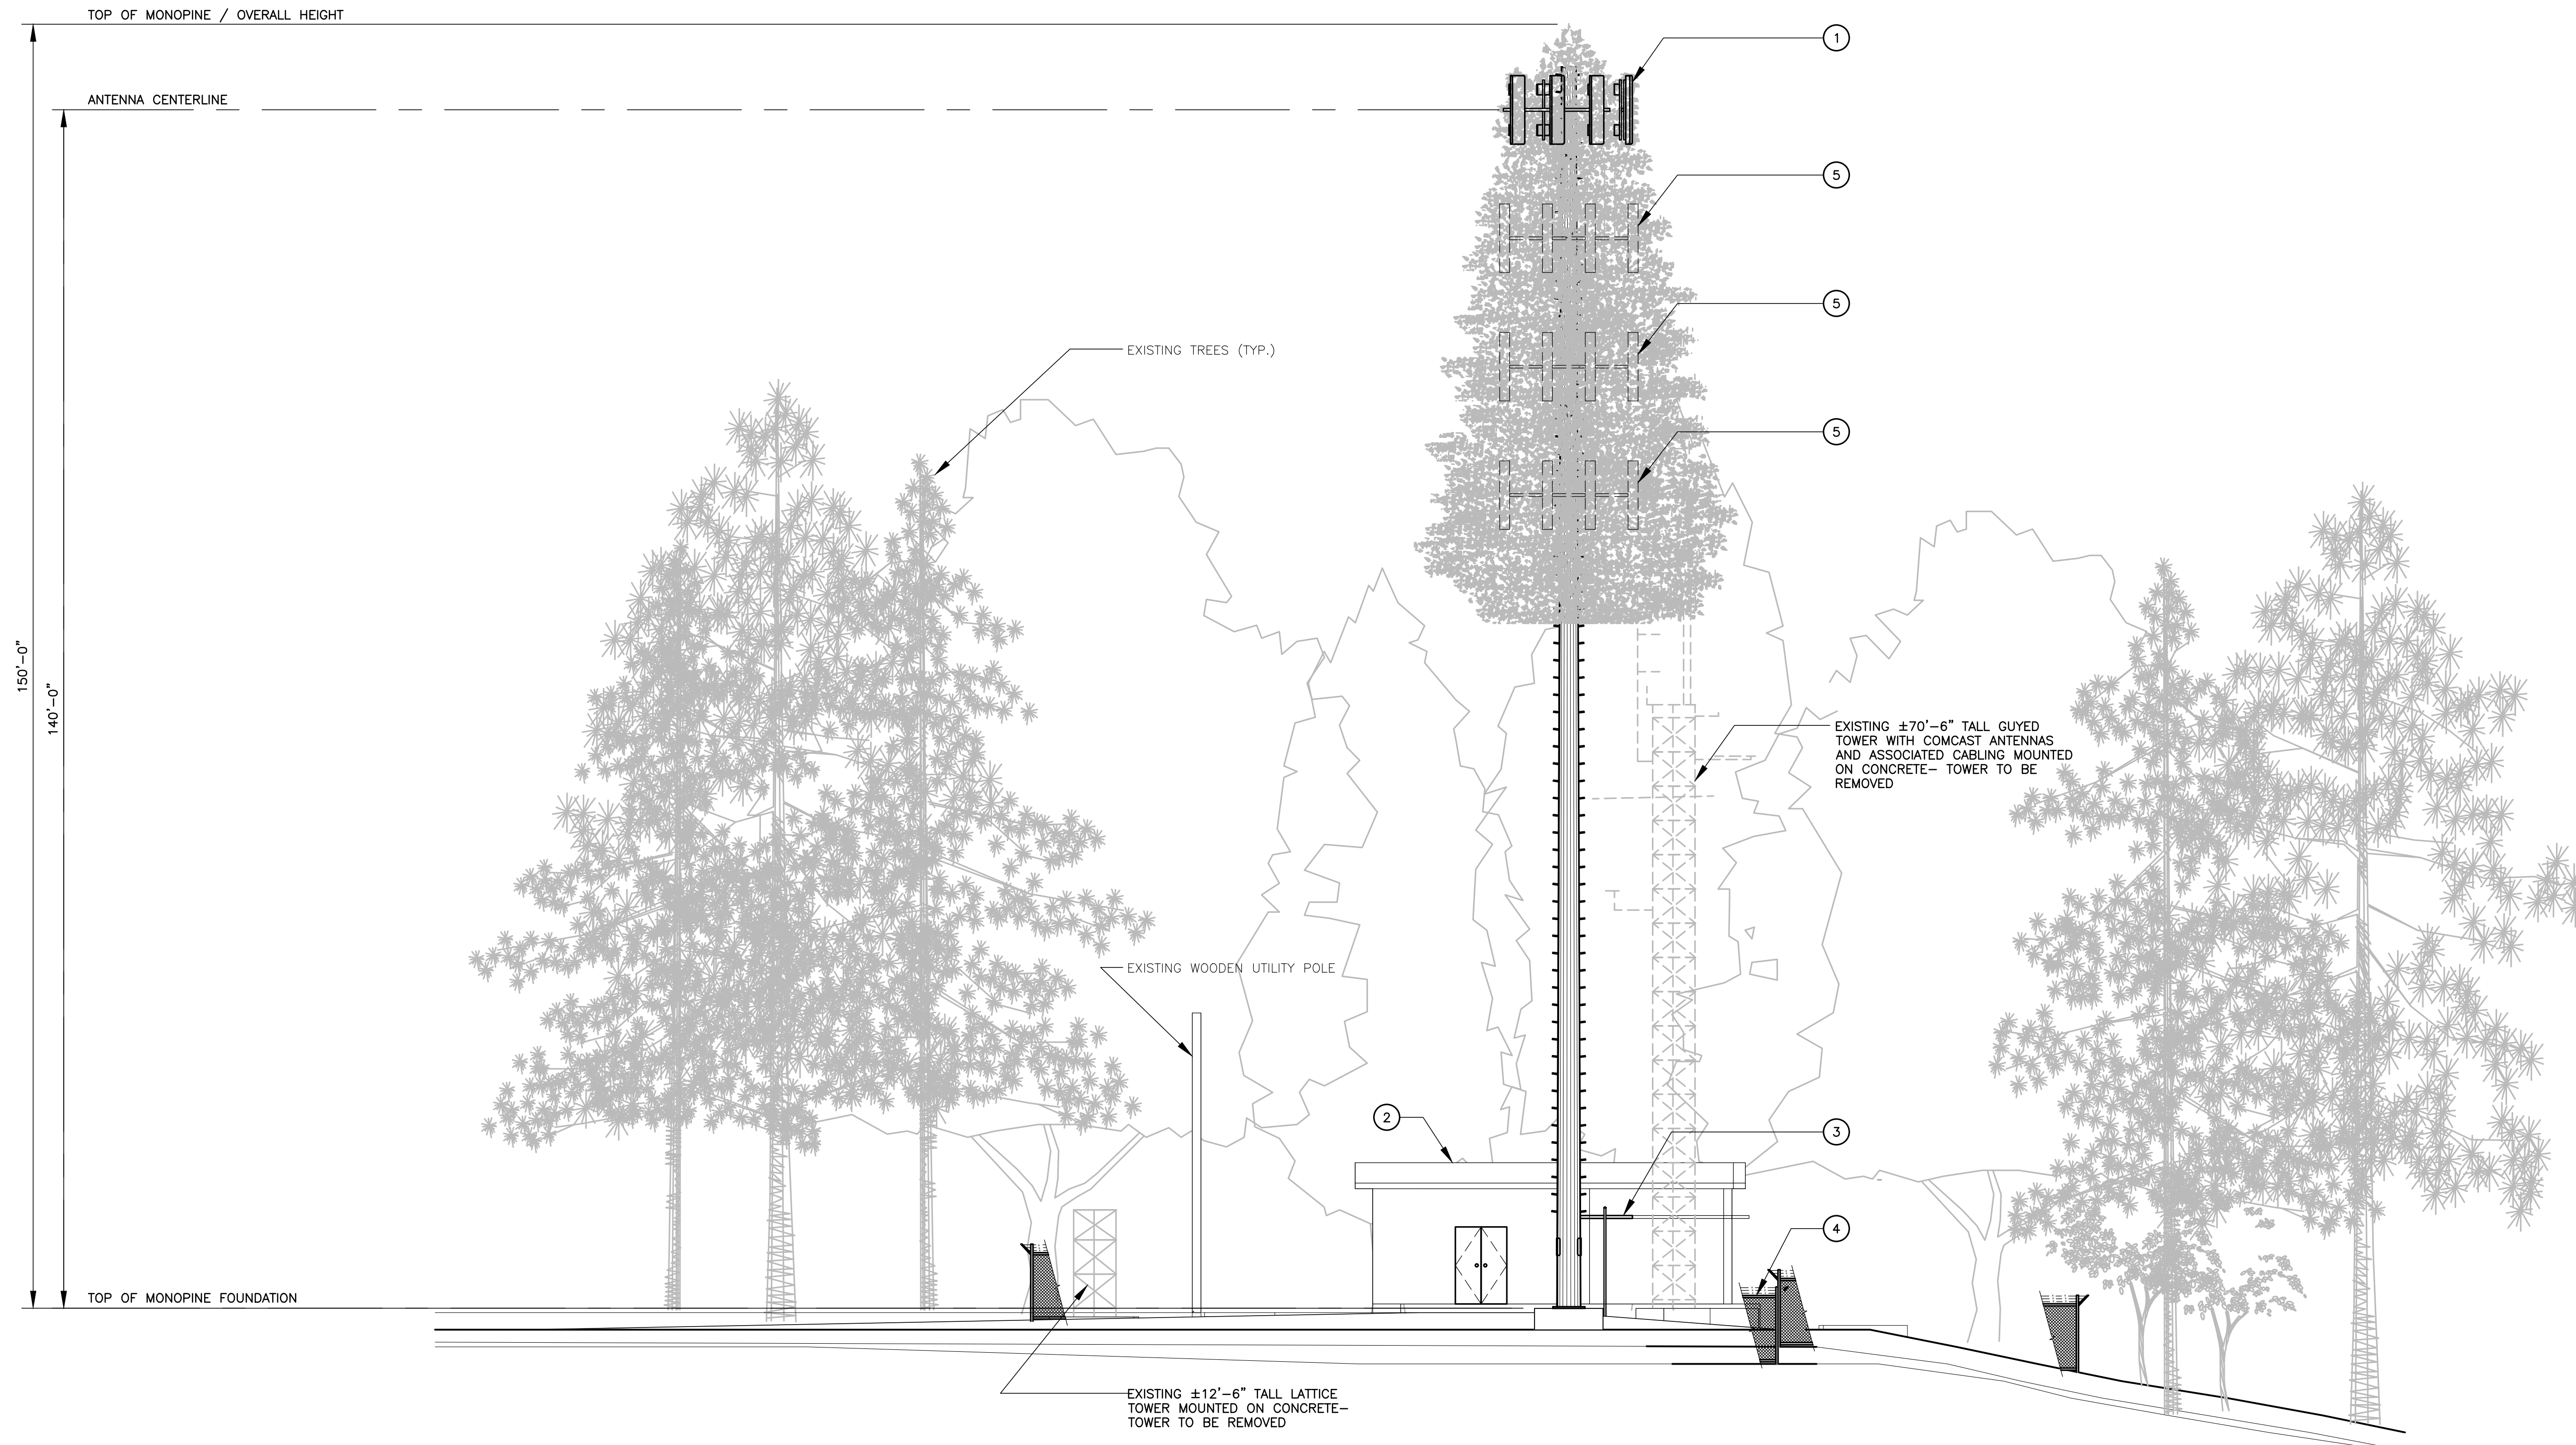 TOP OF MONOPINE / OVERALL HEIGHT
1
ANTENNA CENTERLINE
5
5
EXISTING TREES (TYP.)
5
150'-0"
140'-0"
EXISTING ±70'-6" TALL GUYED
TOWER WITH COMCAST ANTENNAS
AND ASSOCIATED CABLING MOUNTED
ON CONCRETE- TOWER TO BE
REMOVED
EXISTING WOODEN UTILITY POLE
2
3
4
TOP OF MONOPINE FOUNDATION
EXISTING ±12'-6" TALL LATTICE
TOWER MOUNTED ON CONCRETE-
TOWER TO BE REMOVED